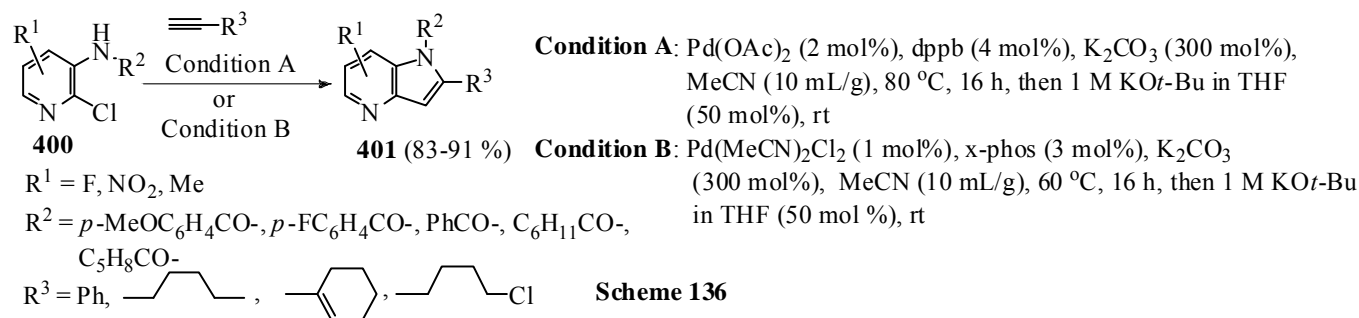 R1
H
N
R2
N
Cl
400
R3
Condition A
or
Condition B
R1
R2
N
R3
N
401 (83-91 %)
Condition A: Pd(OAc)2 (2 mol%), dppb (4 mol%), K2CO3 (300 mol%),
MeCN (10 mL/g), 80 oC, 16 h, then 1 M KOt-Bu in THF
(50 mol%), rt
Condition B: Pd(MeCN)2Cl2 (1 mol%), x-phos (3 mol%), K2CO3
(300 mol%), MeCN (10 mL/g), 60 oC, 16 h, then 1 M KOt-Bu
in THF (50 mol %), rt
R1 = F, NO2, Me
R2 = p-MeOC6H4CO-, p-FC6H4CO-, PhCO-, C6H11CO-,
C5H8CO-
R3 = Ph, , , Cl
Scheme 136